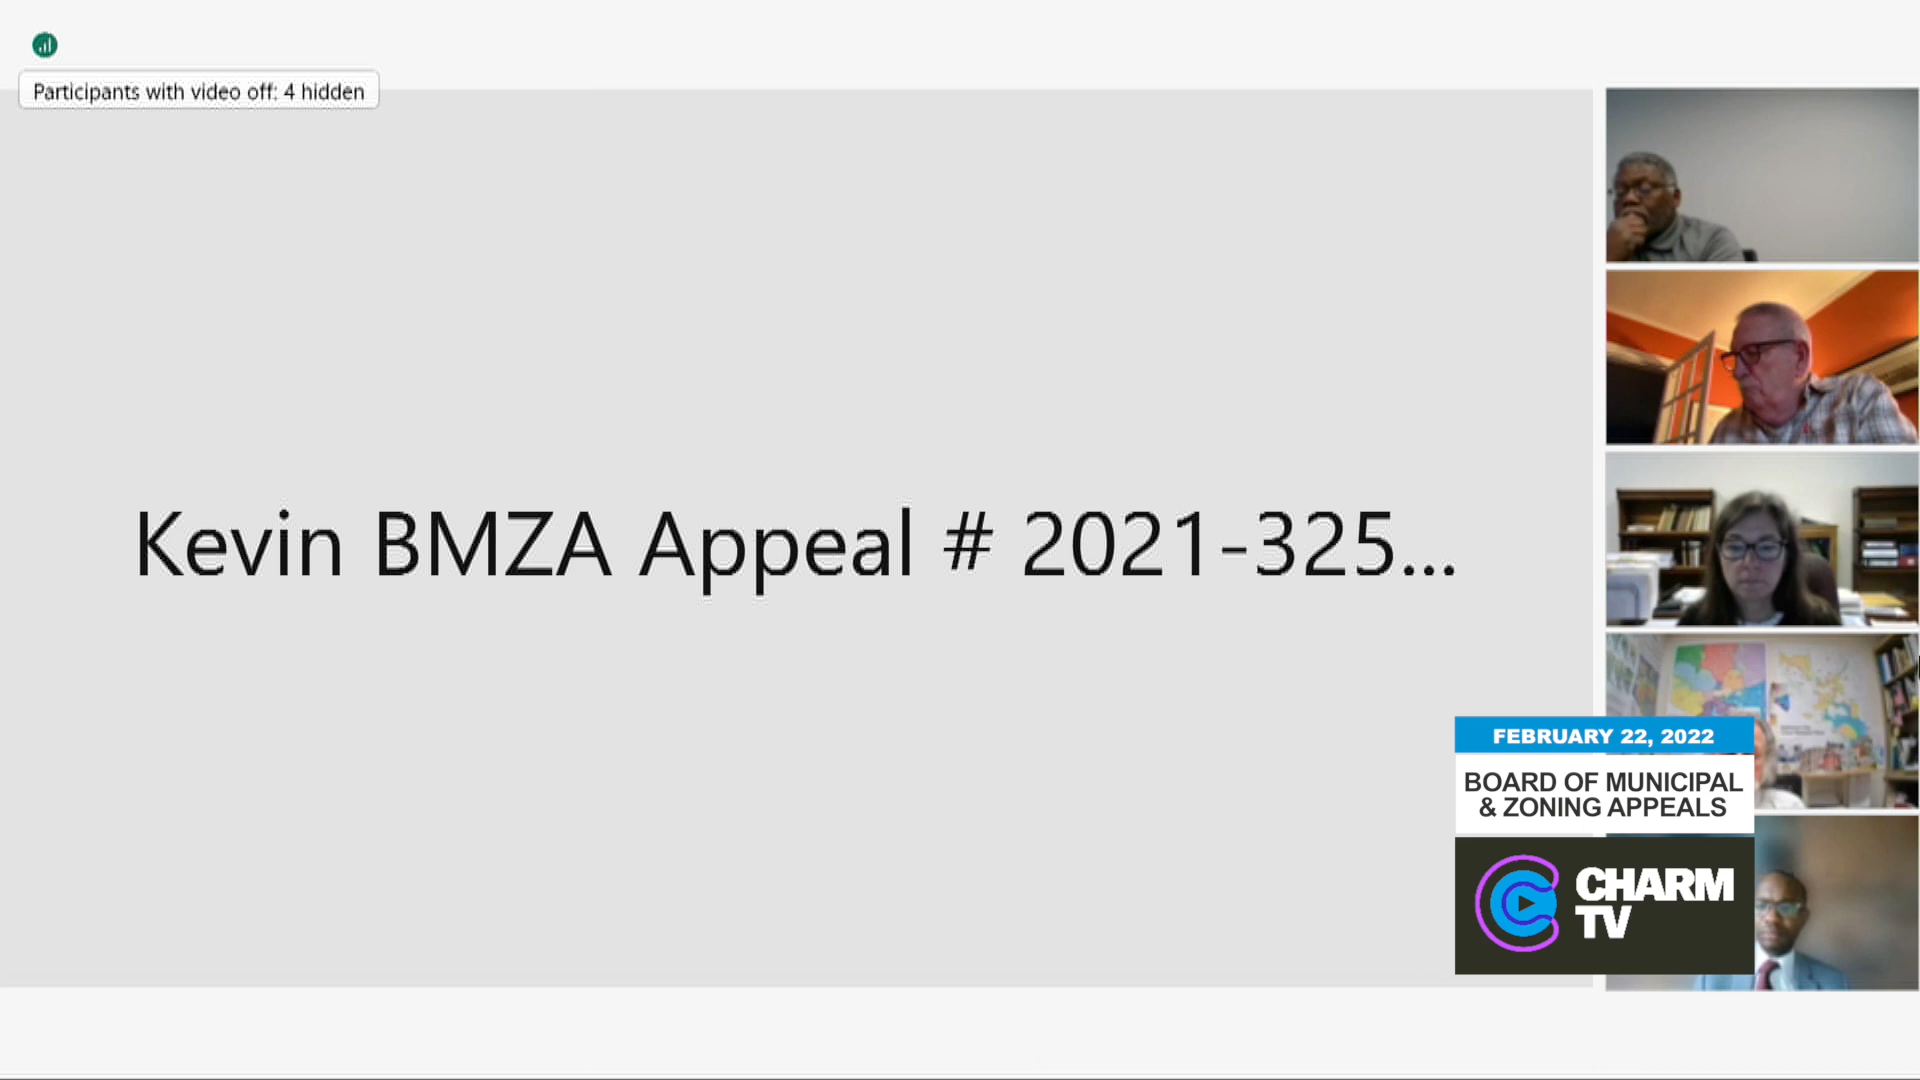 Participants with video off: 4 hidden
Kevin BMZA Appeal # 2021-325...
FEBRUARY 22, 2022
BOARD OF MUNICIPAL
& ZONING APPEALS
CHARM
TV